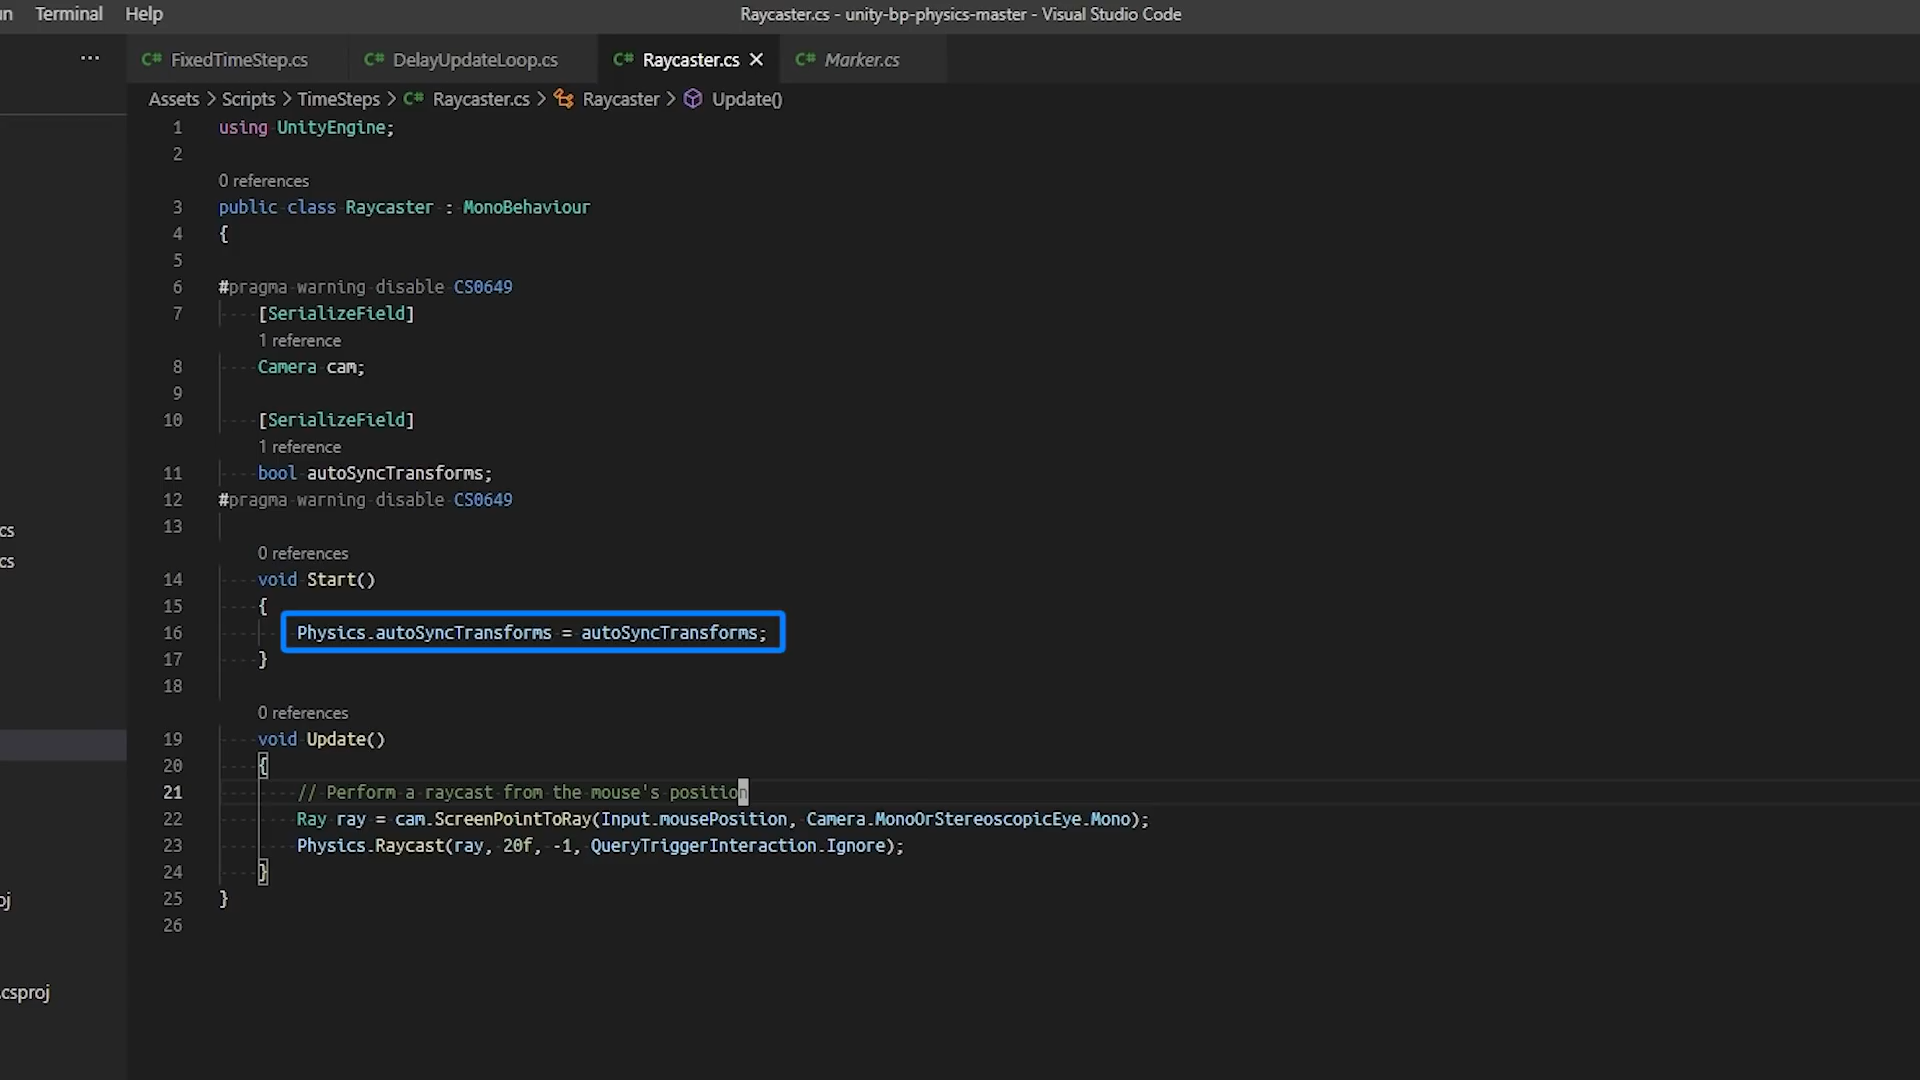 Terminal Help
Raycaster.cs - unity-bp-physics-master - Visual Studio Code
FixedTimeStep.cs
DelayUpdateLoop.cs
Raycaster.cs
Marker.cs
Assets > Scripts > TimeSteps > C# Raycaster.cs > Raycaster > Update()
1 using UnityEngine;
2
0 references
3 public class Raycaster : MonoBehaviour
4 {
5
6 #pragma warning disable CS0649
7 [SerializeField]
1 reference
8 Camera cam;
9
10 [SerializeField]
1 reference
11 bool autoSyncTransforms;
12 #pragma warning disable CS0649
13
0 references
14 void Start()
15 {
16 Physics.autoSyncTransforms = autoSyncTransforms;
17 }
18
0 references
19 void Update()
20 {
21 // Perform a raycast from the mouse's position
22 Ray ray = cam.ScreenPointToRay(Input.mousePosition, Camera.MonoOrStereoscopicEye.Mono);
23 Physics.Raycast(ray, 20f, -1, QueryTriggerInteraction.Ignore);
24 }
25 }
26
cs
cs
.csproj